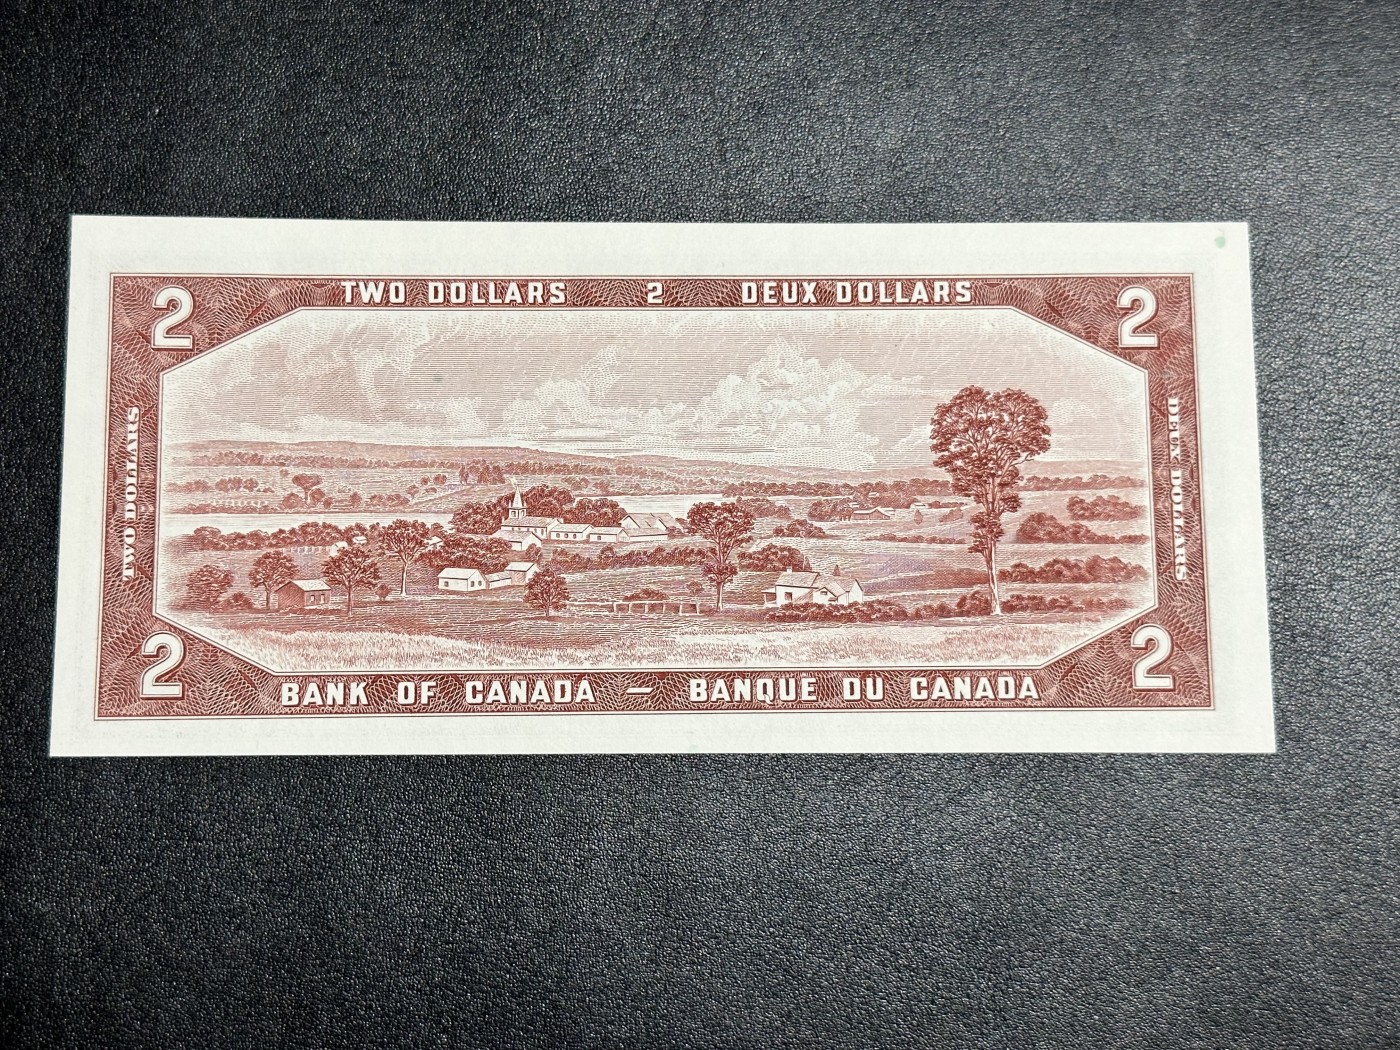 2 TWO DOLLARS 2 DEUX DOLLARS 2
TWO DOLLARS
DEUX DOLLARS
2 BANK OF CANADA — BANQUE DU CANADA 2